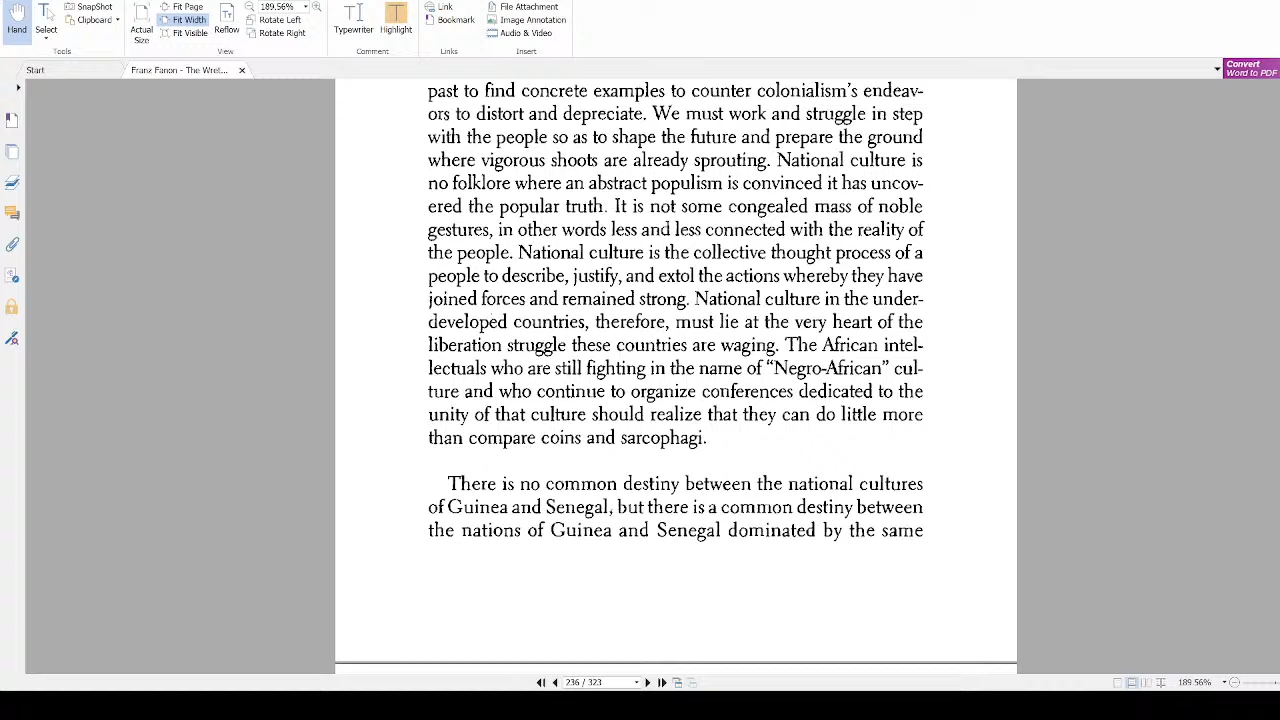 SnapShot
Fit Page
189.56%
Link
File Attachment
Clipboard
Fit Width
Rotate Left
Bookmark
Image Annotation
Hand
Select
Actual
Size
Fit Visible
Reflow
Rotate Right
Typewriter
Highlight
Audio & Video
Tools
View
Comment
Links
Insert
Start
Franz Fanon - The Wret...
Convert
Word to PDF
past to find concrete examples to counter colonialism's endeav-
ors to distort and depreciate. We must work and struggle in step
with the people so as to shape the future and prepare the ground
where vigorous shoots are already sprouting. National culture is
no folklore where an abstract populism is convinced it has uncov-
ered the popular truth. It is not some congealed mass of noble
gestures, in other words less and less connected with the reality of
the people. National culture is the collective thought process of a
people to describe, justify, and extol the actions whereby they have
joined forces and remained strong. National culture in the under-
developed countries, therefore, must lie at the very heart of the
liberation struggle these countries are waging. The African intel-
lectuals who are still fighting in the name of “Negro-African” cul-
ture and who continue to organize conferences dedicated to the
unity of that culture should realize that they can do little more
than compare coins and sarcophagi.
There is no common destiny between the national cultures
of Guinea and Senegal, but there is a common destiny between
the nations of Guinea and Senegal dominated by the same
236 / 323
189.56%